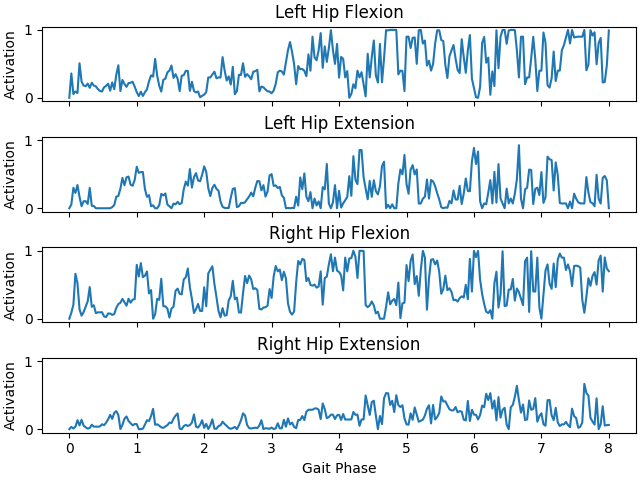 Left Hip Flexion
Activation
1
0
Left Hip Extension
Activation
1
0
Right Hip Flexion
Activation
1
0
Right Hip Extension
Activation
1
0
0 1 2 3 4 5 6 7 8
Gait Phase